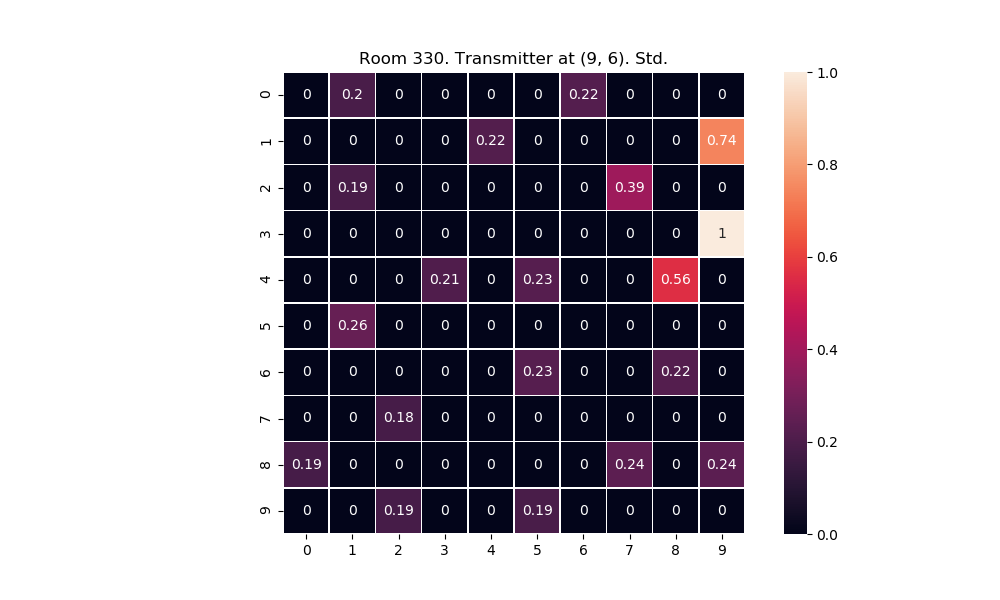 Room 330. Transmitter at (9, 6). Std.
0 0 0.2 0 0 0 0 0.22 0 0 0
1 0 0 0 0 0.22 0 0 0 0 0.74
2 0 0.19 0 0 0 0 0 0.39 0 0
3 0 0 0 0 0 0 0 0 0 1
4 0 0 0 0.21 0 0.23 0 0 0.56 0
5 0 0.26 0 0 0 0 0 0 0 0
6 0 0 0 0 0 0.23 0 0 0.22 0
7 0 0 0.18 0 0 0 0 0 0 0
8 0.19 0 0 0 0 0 0 0.24 0 0.24
9 0 0 0.19 0 0 0.19 0 0 0 0
0 1 2 3 4 5 6 7 8 9
1.0
0.8
0.6
0.4
0.2
0.0